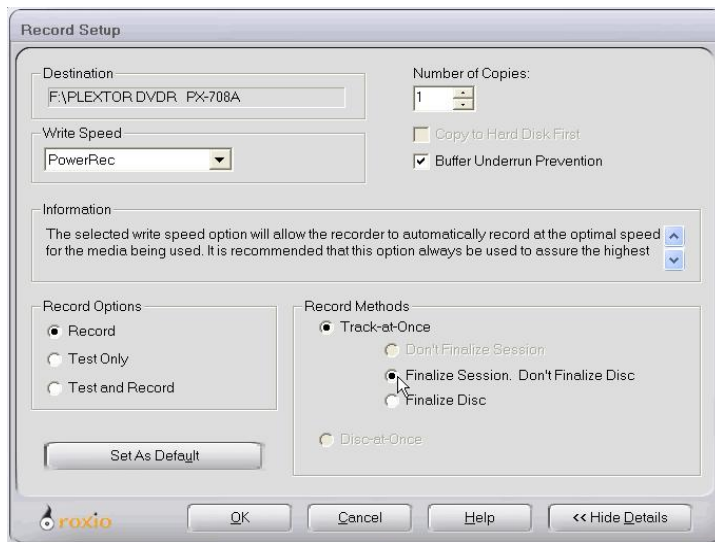 Record Setup
Destination
F:\PLEXTOR DVDR PX-708A
Number of Copies:
1
Write Speed
PowerRec
Copy to Hard Disk First
Buffer Underrun Prevention
Information
The selected write speed option will allow the recorder to automatically record at the optimal speed
for the media being used. It is recommended that this option always be used to assure the highest
Record Options
Record
Test Only
Test and Record
Set As Default
Record Methods
Track-at-Once
Don't Finalize Session
Finalize Session. Don't Finalize Disc
Finalize Disc
Disc-at-Once
roxio
OK
Cancel
Help
<< Hide Details